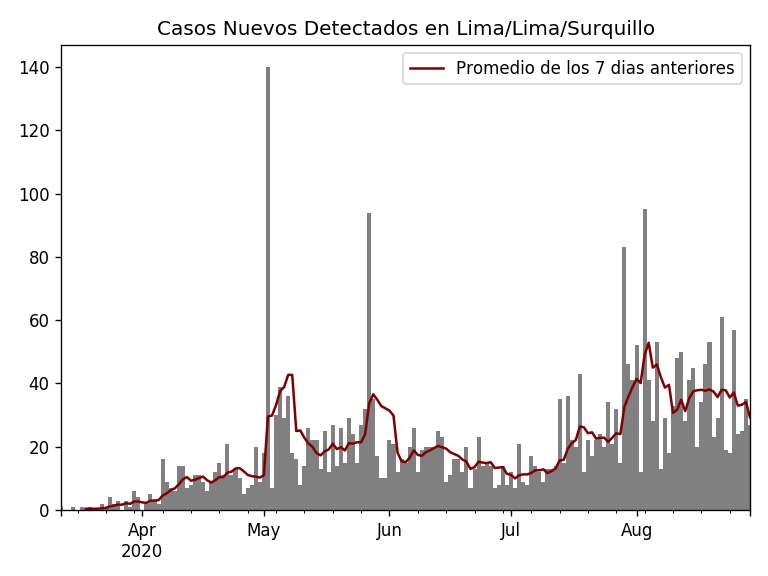 Casos Nuevos Detectados en Lima/Lima/Surquillo
Promedio de los 7 dias anteriores
140
120
100
80
60
40
20
0
Apr
2020
May
Jun
Jul
Aug